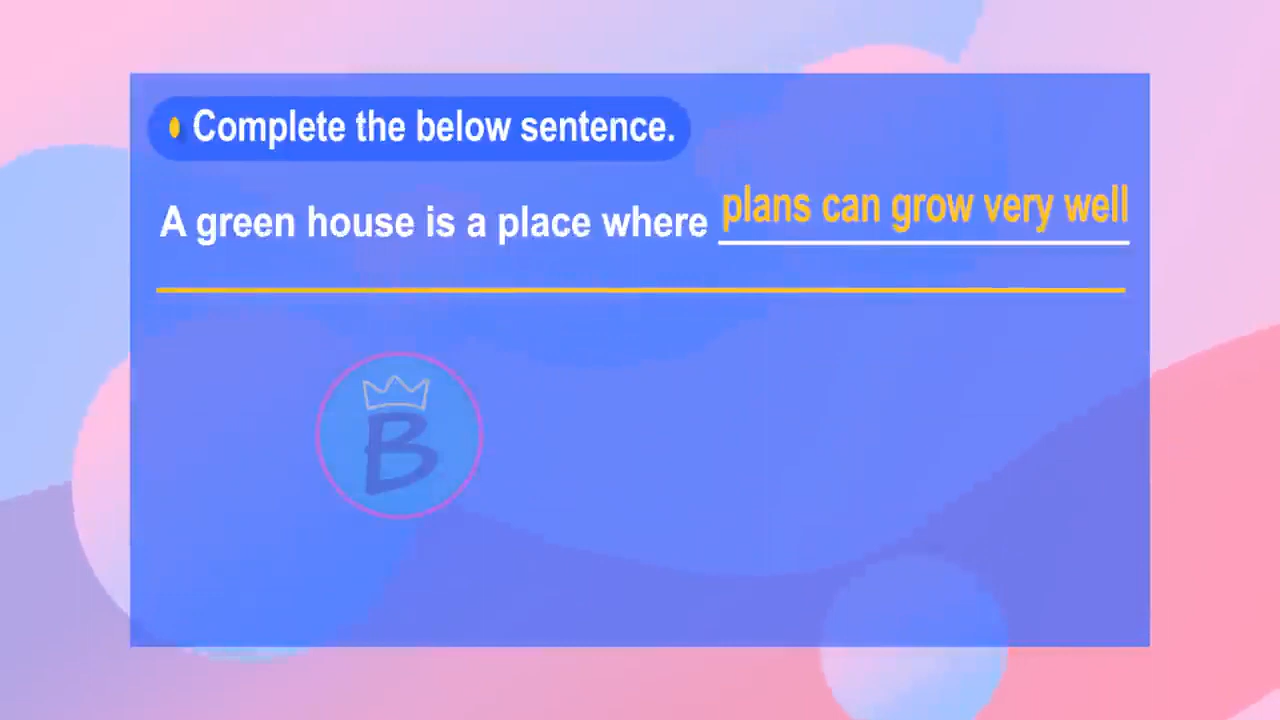 Complete the below sentence.
A green house is a place where plans can grow very well
B